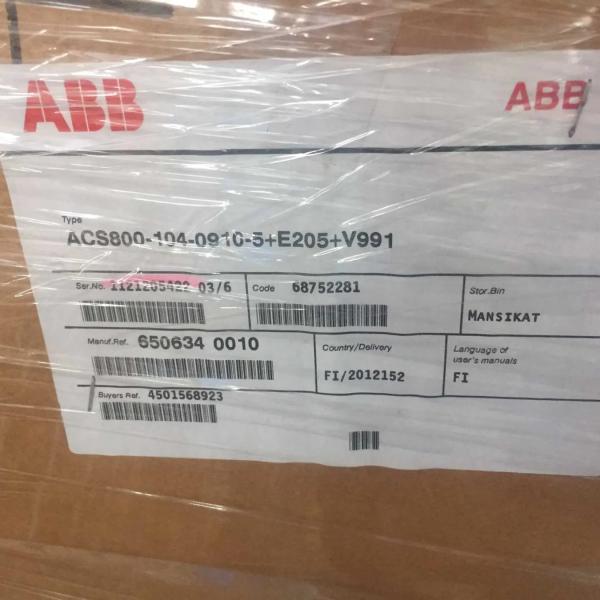 ABB
ABB
Type
ACS800-104-0910-5+E205+V991
Ser.No. 1121205422 03/6
Code 68752281
Stor.Bin
MANSIKAT
Manuf.Ref. 650634 0010
Country/Delivery
FI/2012152
Language of
user's manuals
FI
Buyers Ref. 4501568923